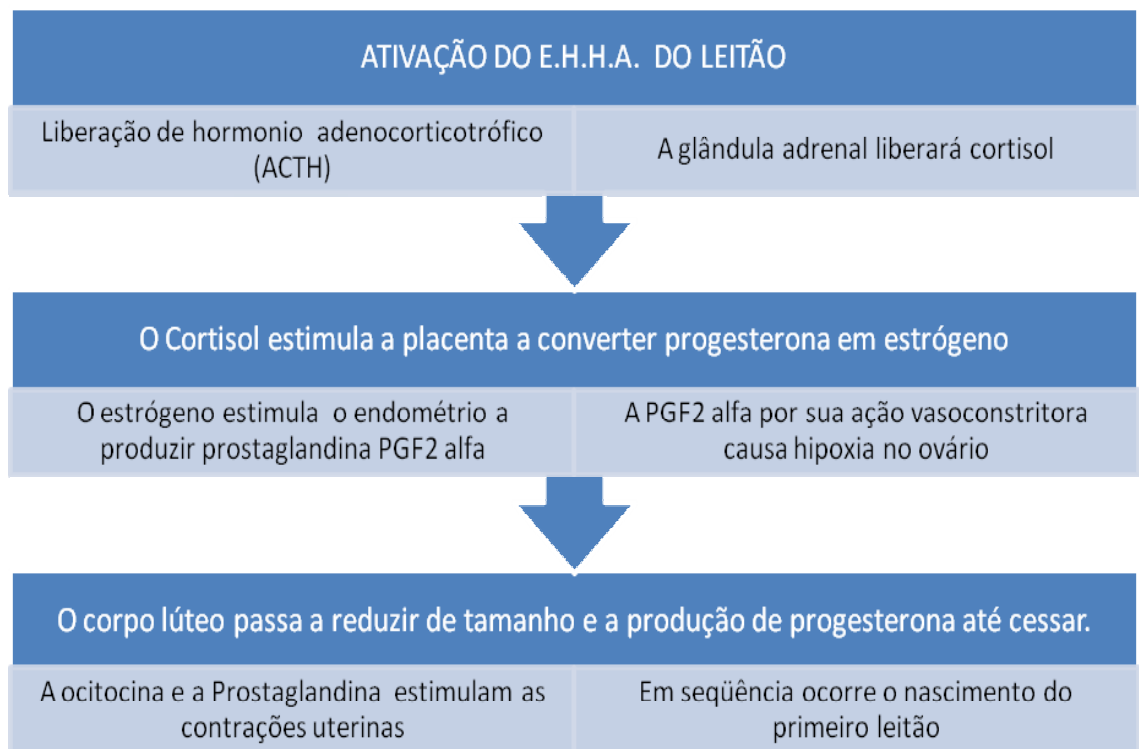 ATIVAÇÃO DO E.H.H.A. DO LEITÃO
Liberação de hormonio adenocorticotrófico
(ACTH)
A glândula adrenal liberará cortisol
O Cortisol estimula a placenta a converter progesterona em estrógeno
O estrógeno estimula o endométrio a
produzir prostaglandina PGF2 alfa
A PGF2 alfa por sua ação vasoconstritora
causa hipoxia no ovário
O corpo lúteo passa a reduzir de tamanho e a produção de progesterona até cessar.
A ocitocina e a Prostaglandina estimulam as
contrações uterinas
Em seqüência ocorre o nascimento do
primeiro leitão